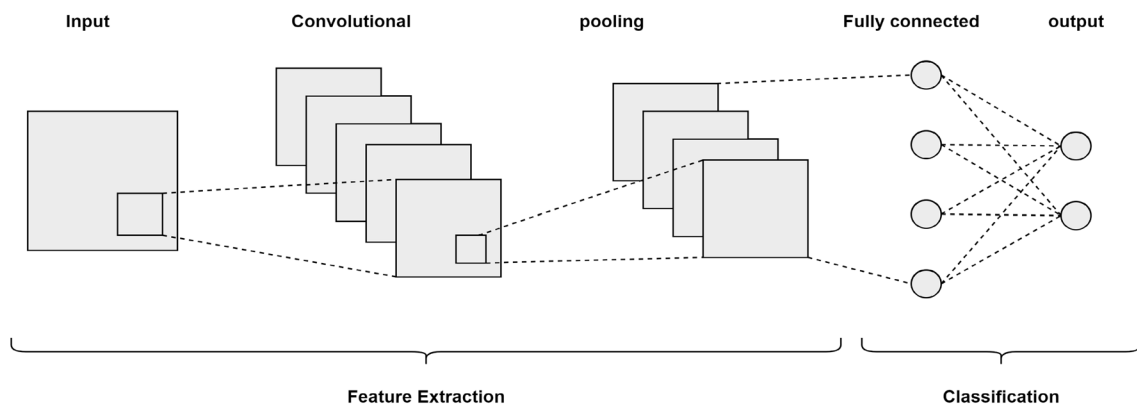 Input
Convolutional
pooling
Fully connected
output
Feature Extraction
Classification